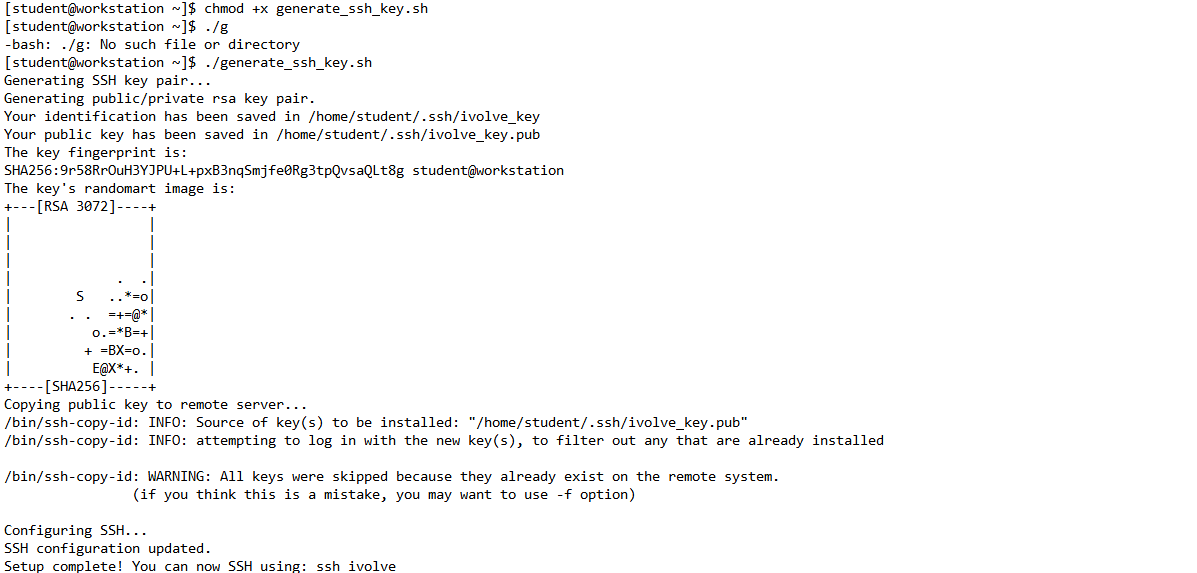 [student@workstation ~]$ chmod +x generate_ssh_key.sh
[student@workstation ~]$ ./g
-bash: ./g: No such file or directory
[student@workstation ~]$ ./generate_ssh_key.sh
Generating SSH key pair...
Generating public/private rsa key pair.
Your identification has been saved in /home/student/.ssh/ivolve_key
Your public key has been saved in /home/student/.ssh/ivolve_key.pub
The key fingerprint is:
SHA256:9r58RrOuH3YJPU+L+pxB3nqSmjfe0Rg3tpQvsaQLt8g student@workstation
The key's randomart image is:
+---[RSA 3072]----+
|                 |
|                 |
|                 |
|             .  .|
|        S   ..*=o|
|       . .  =+=@*|
|          o.=*B=+|
|         + =BX=o.|
|          E@X*+. |
+----[SHA256]-----+
Copying public key to remote server...
/bin/ssh-copy-id: INFO: Source of key(s) to be installed: "/home/student/.ssh/ivolve_key.pub"
/bin/ssh-copy-id: INFO: attempting to log in with the new key(s), to filter out any that are already installed
/bin/ssh-copy-id: WARNING: All keys were skipped because they already exist on the remote system.
(if you think this is a mistake, you may want to use -f option)
Configuring SSH...
SSH configuration updated.
Setup complete! You can now SSH using: ssh ivolve